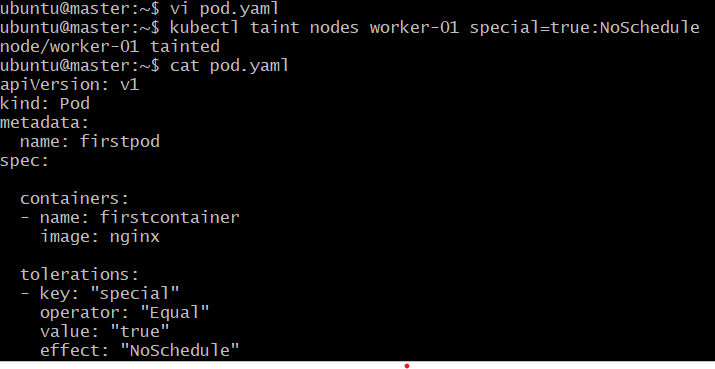 ubuntu@master:~$ vi pod.yaml
ubuntu@master:~$ kubectl taint nodes worker-01 special=true:NoSchedule
node/worker-01 tainted
ubuntu@master:~$ cat pod.yaml
apiVersion: v1
kind: Pod
metadata:
  name: firstpod
spec:

  containers:
  - name: firstcontainer
    image: nginx

  tolerations:
  - key: "special"
    operator: "Equal"
    value: "true"
    effect: "NoSchedule"